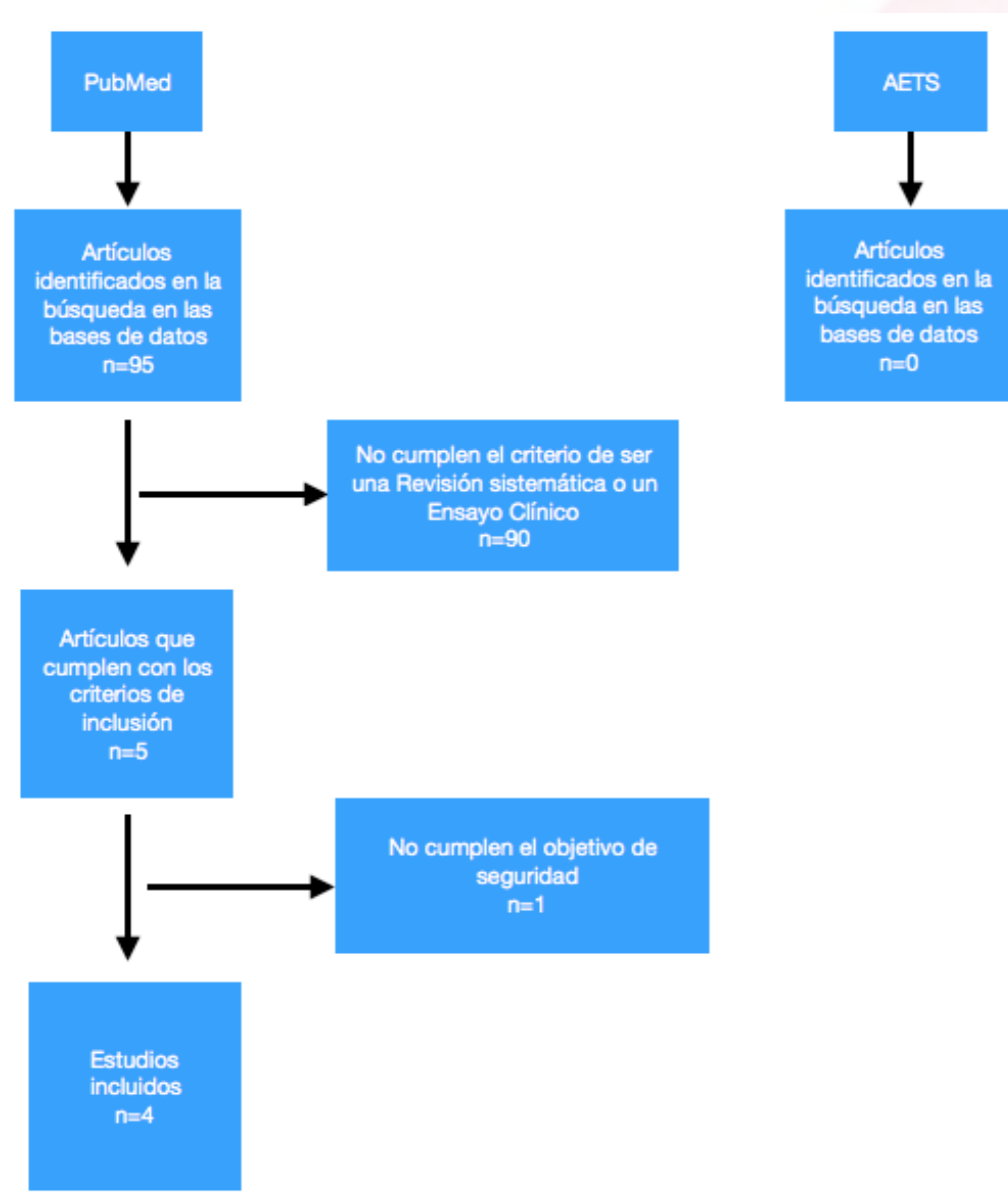 PubMed
AETS
Artículos
identificados en la
búsqueda en las
bases de datos
n=95
Artículos
identificados en la
búsqueda en las
bases de datos
n=0
No cumplen el criterio de ser
una Revisión sistemática o un
Ensayo Clínico
n=90
Artículos que
cumplen con los
criterios de
inclusión
n=5
No cumplen el objetivo de
seguridad
n=1
Estudios
incluidos
n=4